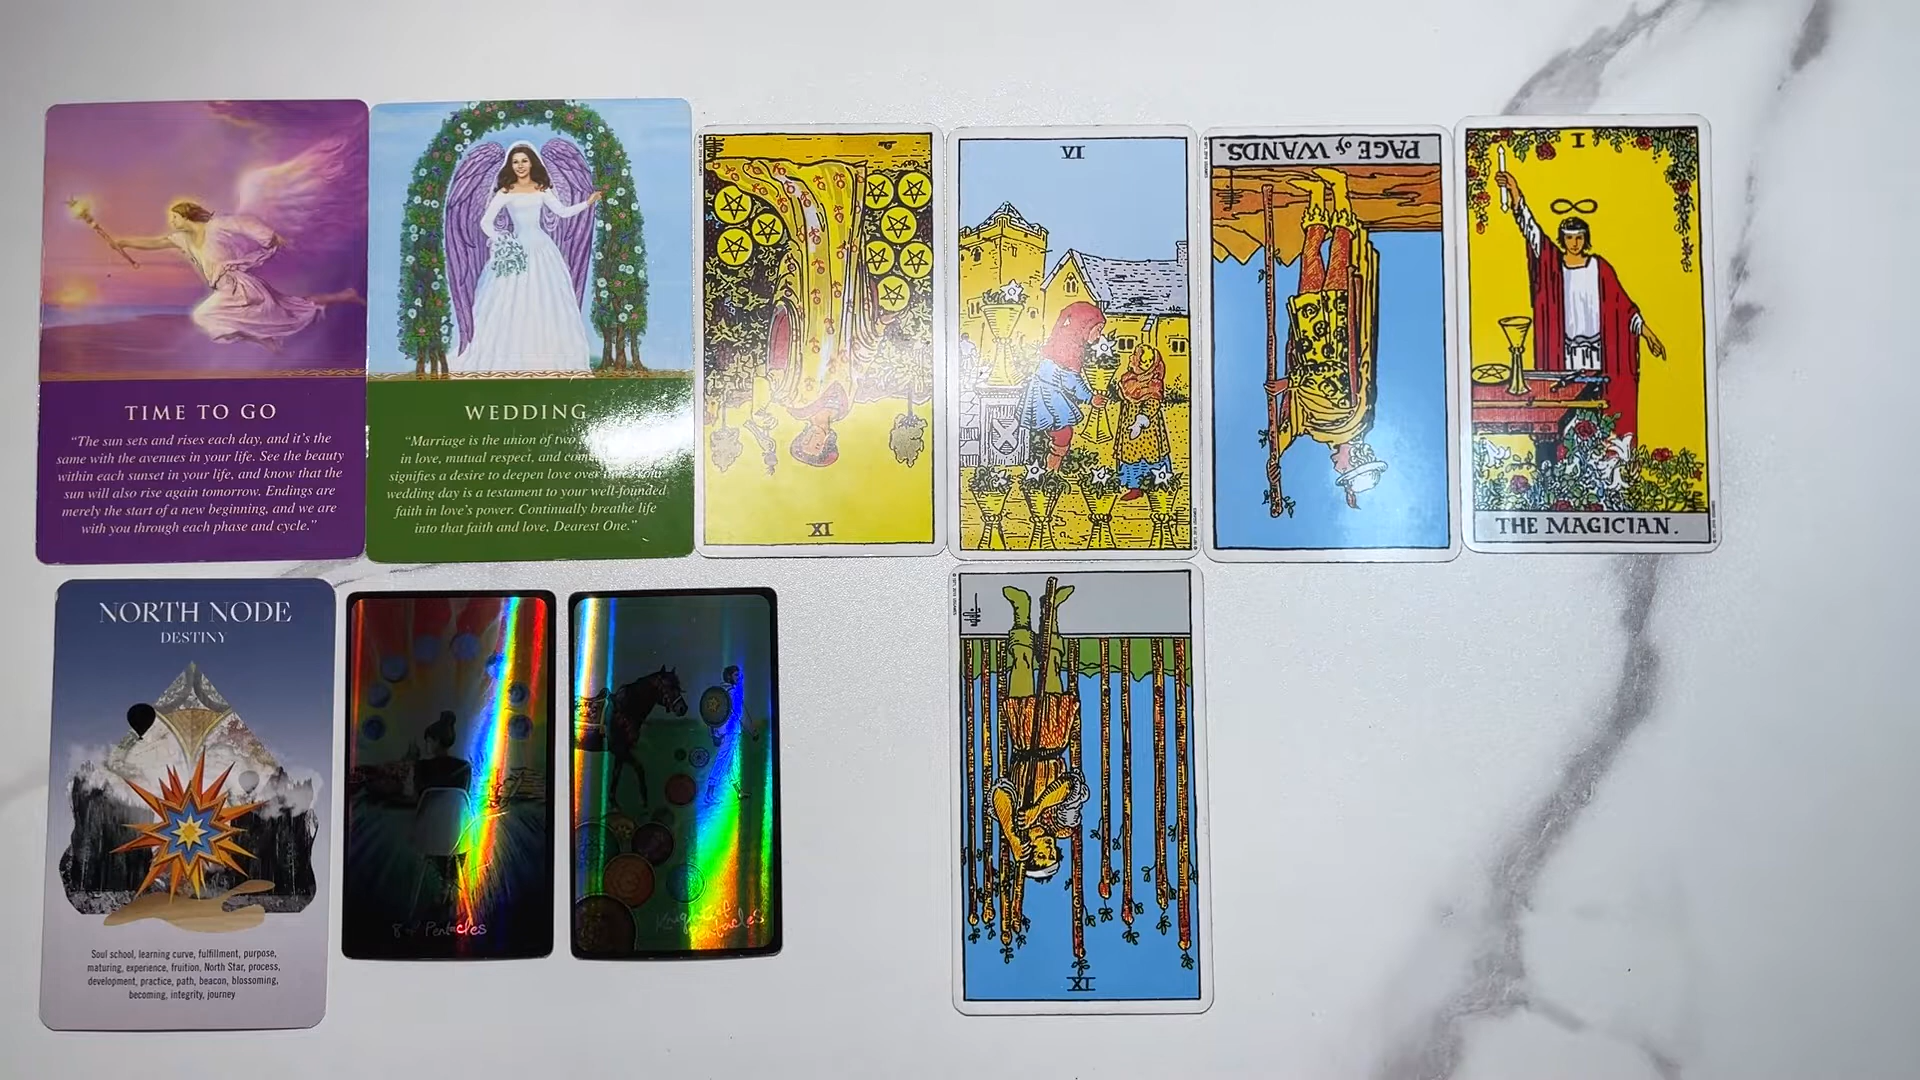 TIME TO GO
"The sun sets and rises each day, and it's the
same with the avenues in your life. See the beauty
within each sunset in your life, and know that the
sun will also rise again tomorrow. Endings are
merely the start of a new beginning, and we are
with you through each phase and cycle."
WEDDING
"Marriage is the union of two
in love, mutual respect, and
signifies a desire to deepen love
wedding day is a testament to your well-founded
faith in love's power. Continually breathe life
into that faith and love, Dearest One."
IX
VI
PAGE of WANDS.
I
THE MAGICIAN.
NORTH NODE
DESTINY
Soul school, learning curve, fulfillment, purpose,
maturing, experience, fruition, North Star, process,
development, practice, path, beacon, blossoming,
becoming, integrity, journey
8 of Pentacles
Knight of
Pentacles
IX